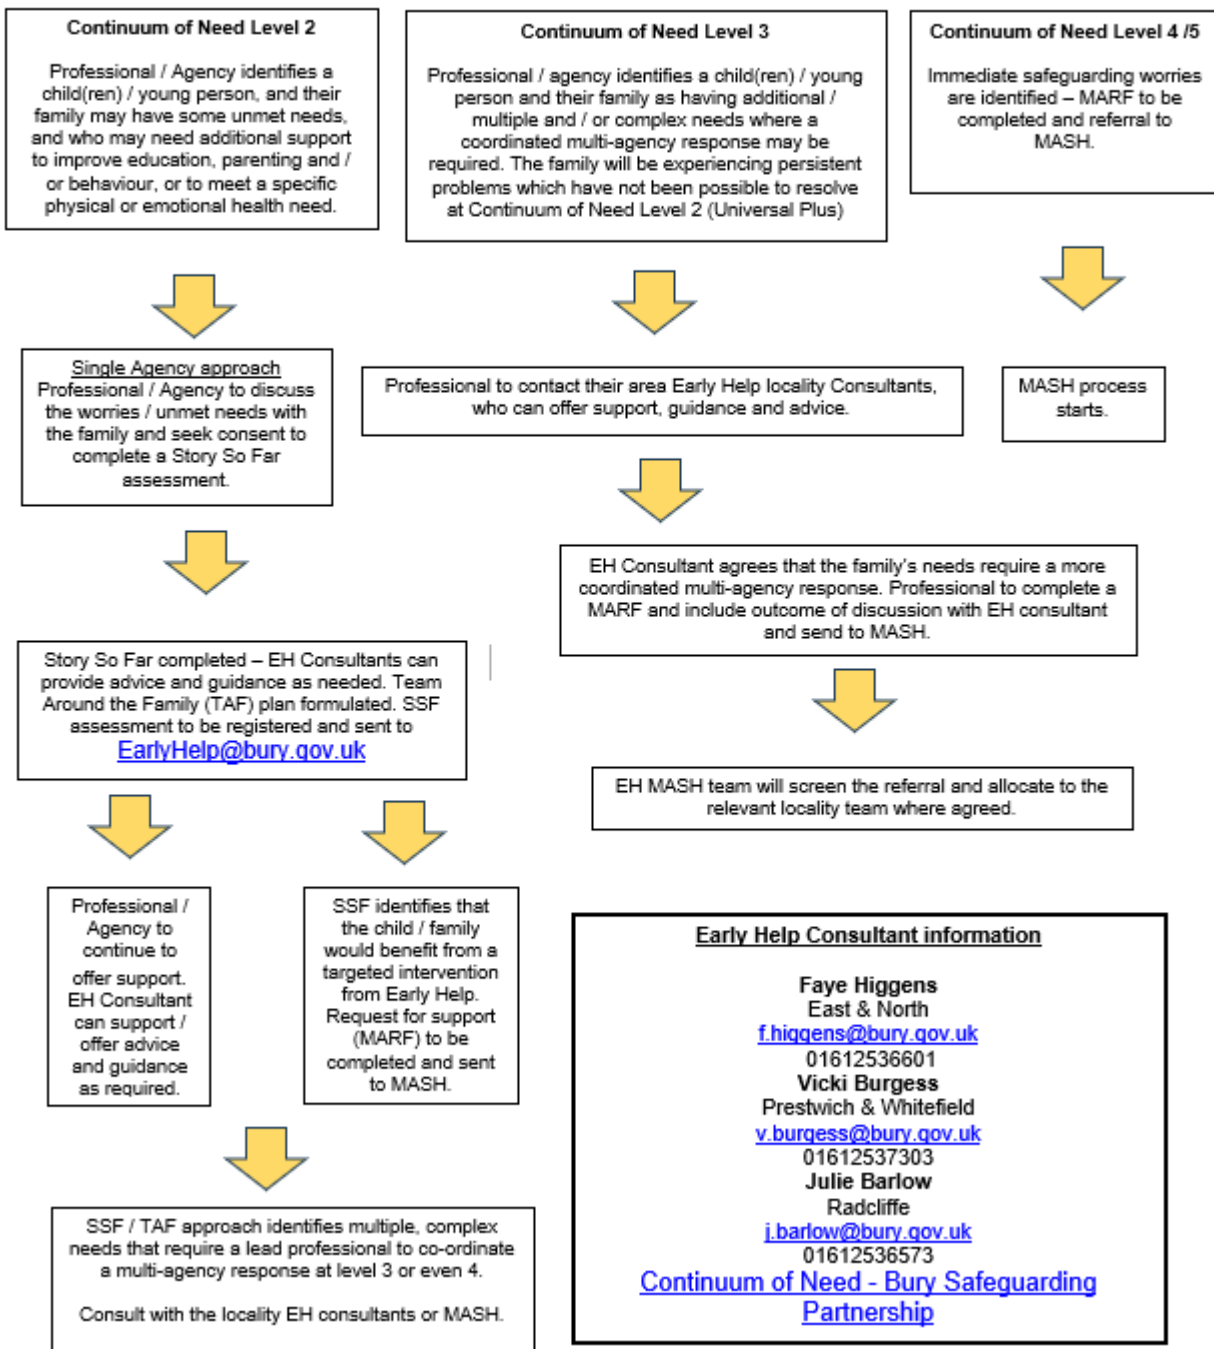 Continuum of Need Level 2
Professional / Agency identifies a
child(ren) / young person, and their
family may have some unmet needs,
and who may need additional support
to improve education, parenting and /
or behaviour, or to meet a specific
physical or emotional health need.
Continuum of Need Level 3
Professional / agency identifies a child(ren) / young
person and their family as having additional /
multiple and / or complex needs where a
coordinated multi-agency response may be
required. The family will be experiencing persistent
problems which have not been possible to resolve
at Continuum of Need Level 2 (Universal Plus)
Continuum of Need Level 4 /5
Immediate safeguarding worries
are identified – MARF to be
completed and referral to
MASH.
Single Agency approach
Professional / Agency to discuss
the worries / unmet needs with
the family and seek consent to
complete a Story So Far
assessment.
Professional to contact their area Early Help locality Consultants,
who can offer support, guidance and advice.
MASH process
starts.
EH Consultant agrees that the family's needs require a more
coordinated multi-agency response. Professional to complete a
MARF and include outcome of discussion with EH consultant
and send to MASH.
Story So Far completed – EH Consultants can
provide advice and guidance as needed. Team
Around the Family (TAF) plan formulated. SSF
assessment to be registered and sent to
EarlyHelp@bury.gov.uk
EH MASH team will screen the referral and allocate to the
relevant locality team where agreed.
Professional /
Agency to
continue to
offer support.
EH Consultant
can support /
offer advice
and guidance
as required.
SSF identifies that
the child / family
would benefit from a
targeted intervention
from Early Help.
Request for support
(MARF) to be
completed and sent
to MASH.
SSF / TAF approach identifies multiple, complex
needs that require a lead professional to co-ordinate
a multi-agency response at level 3 or even 4.
Consult with the locality EH consultants or MASH.
Early Help Consultant information
Faye Higgens
East & North
f.higgens@bury.gov.uk
01612536601
Vicki Burgess
Prestwich & Whitefield
v.burgess@bury.gov.uk
01612537303
Julie Barlow
Radcliffe
j.barlow@bury.gov.uk
01612536573
Continuum of Need - Bury Safeguarding
Partnership